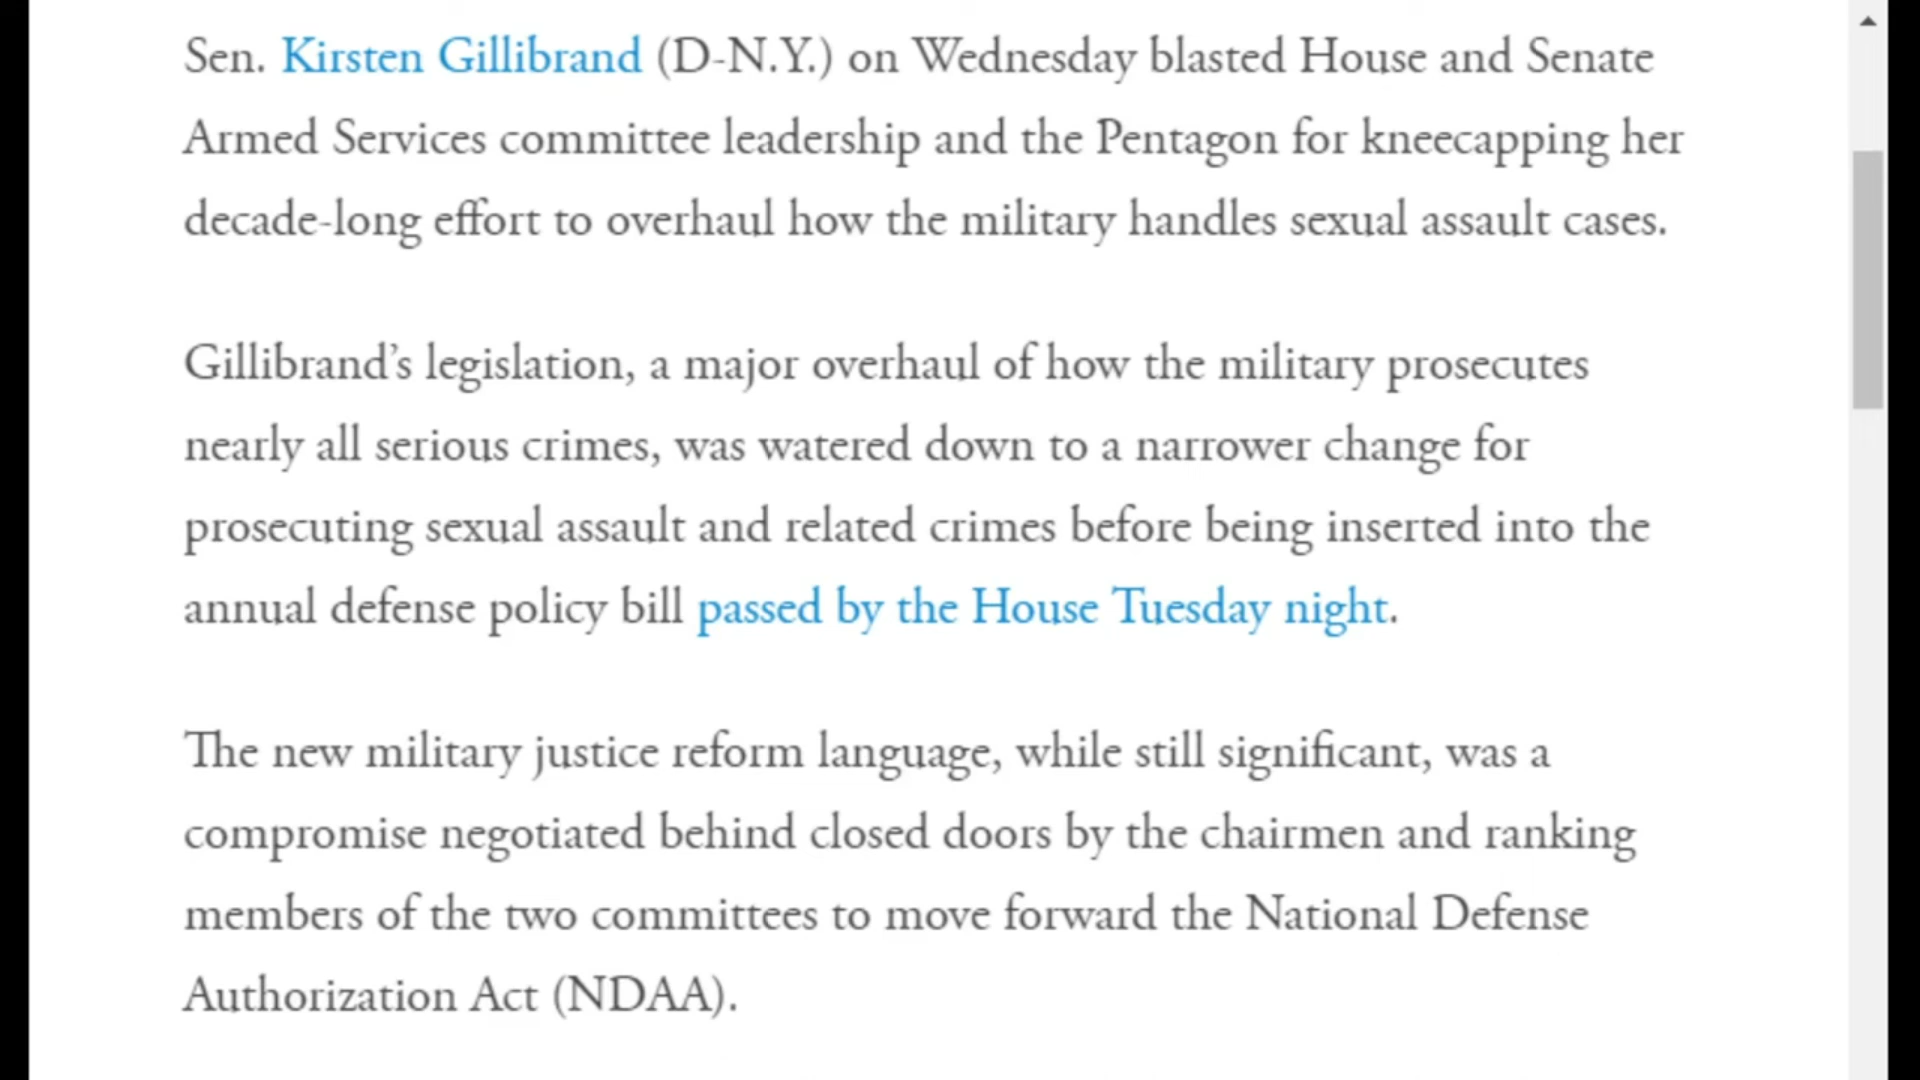 Sen. Kirsten Gillibrand (D-N.Y.) on Wednesday blasted House and Senate
Armed Services committee leadership and the Pentagon for kneecapping her
decade-long effort to overhaul how the military handles sexual assault cases.
Gillibrand’s legislation, a major overhaul of how the military prosecutes
nearly all serious crimes, was watered down to a narrower change for
prosecuting sexual assault and related crimes before being inserted into the
annual defense policy bill passed by the House Tuesday night.
The new military justice reform language, while still significant, was a
compromise negotiated behind closed doors by the chairmen and ranking
members of the two committees to move forward the National Defense
Authorization Act (NDAA).